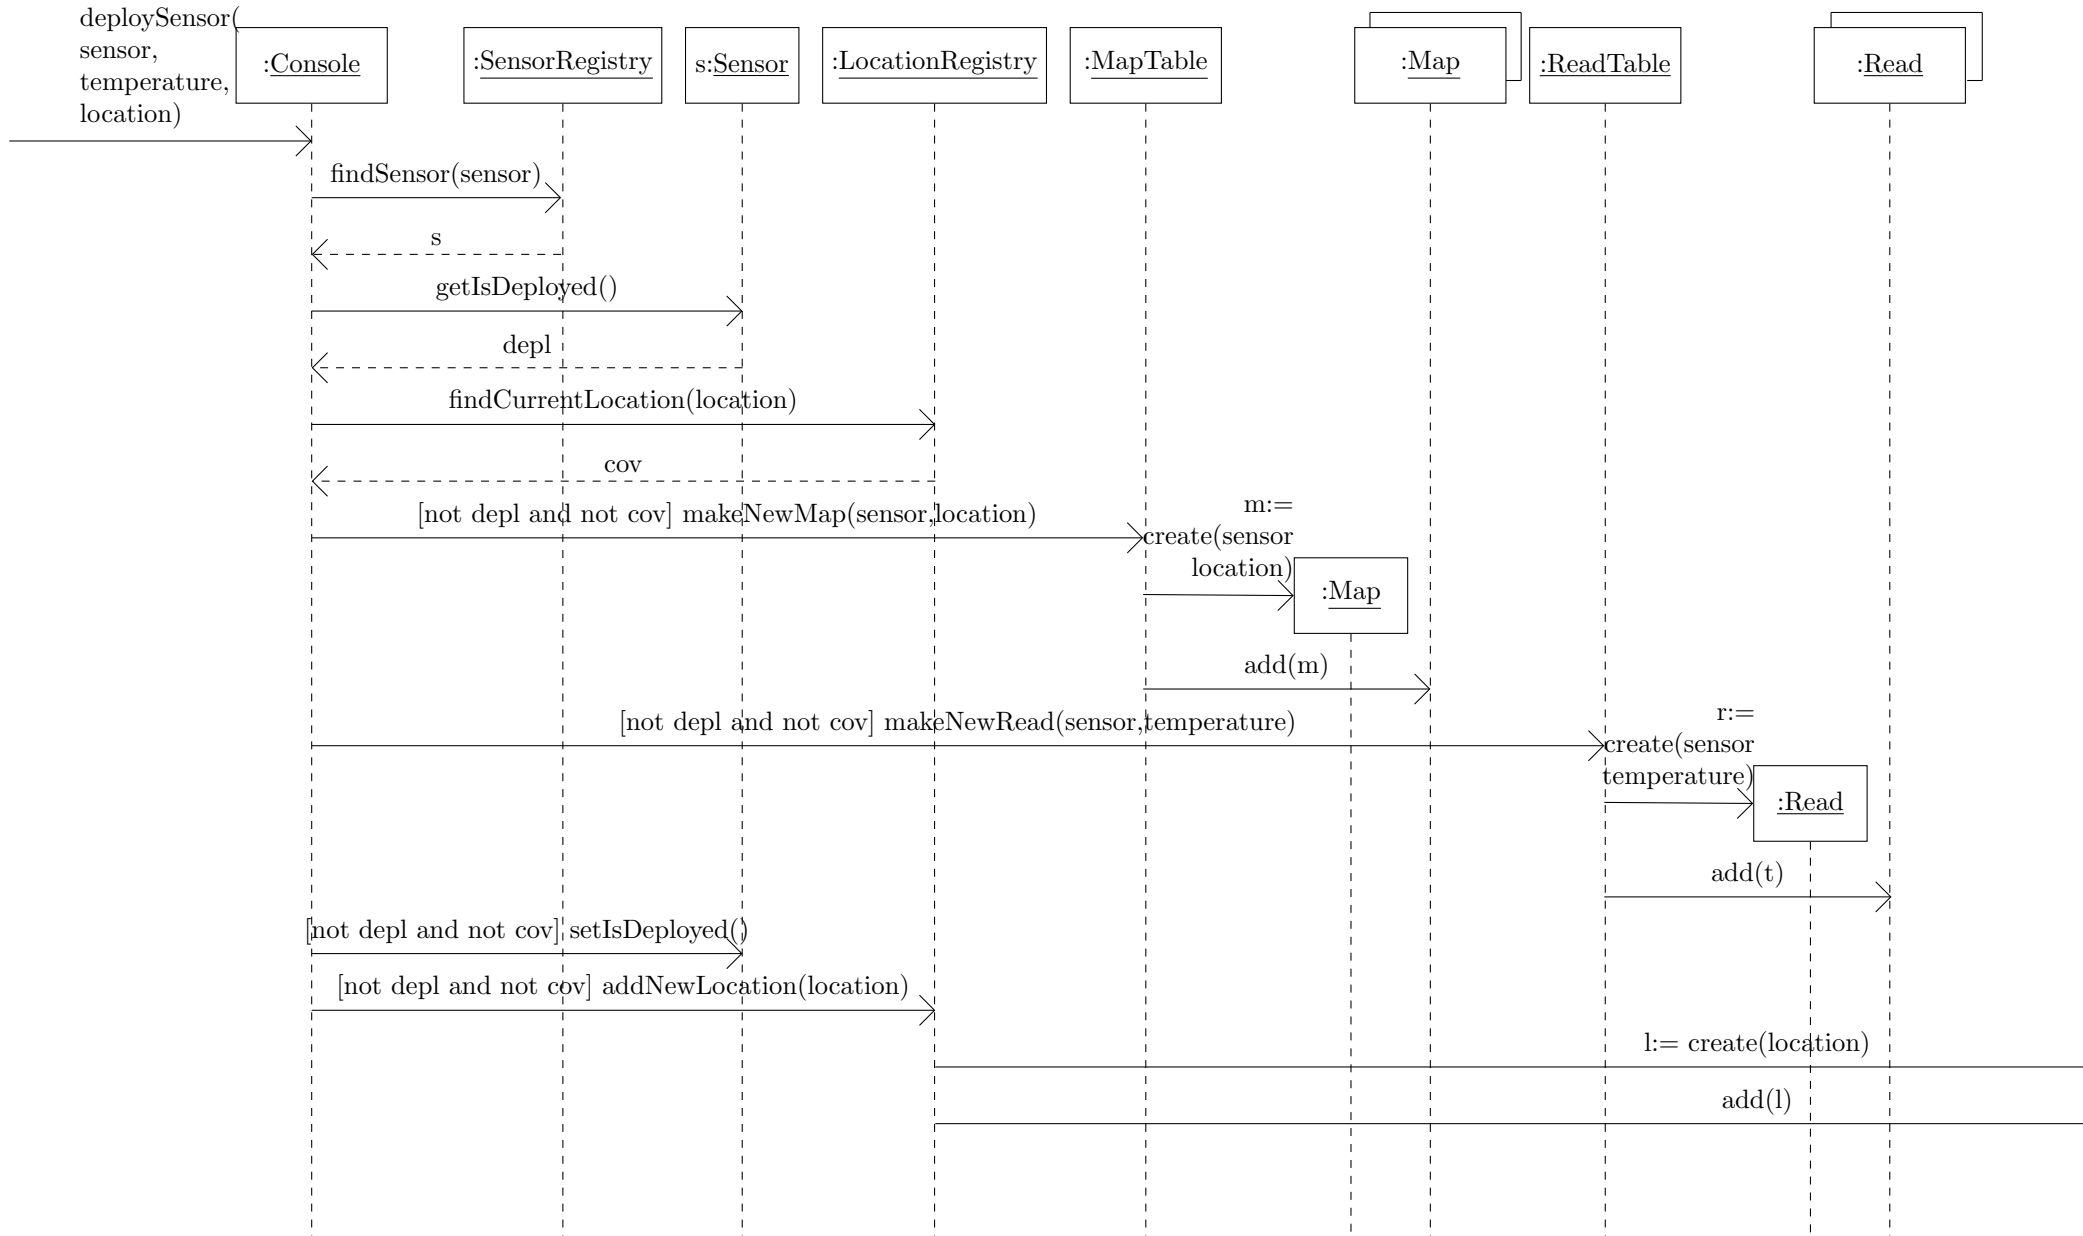 deploySensor(
sensor,
temperature,
location)
:Console
:SensorRegistry
s:Sensor
:LocationRegistry
:MapTable
:Map
:ReadTable
:Read
findSensor(sensor)
s
getIsDeployed()
depl
findCurrentLocation(location)
cov
[not depl and not cov] makeNewMap(sensor,location)
m:=
create(sensor
location)
:Map
add(m)
[not depl and not cov] makeNewRead(sensor,temperature)
r:=
create(sensor
temperature)
:Read
add(t)
[not depl and not cov] setIsDeployed()
[not depl and not cov] addNewLocation(location)
l:= create(location)
add(l)